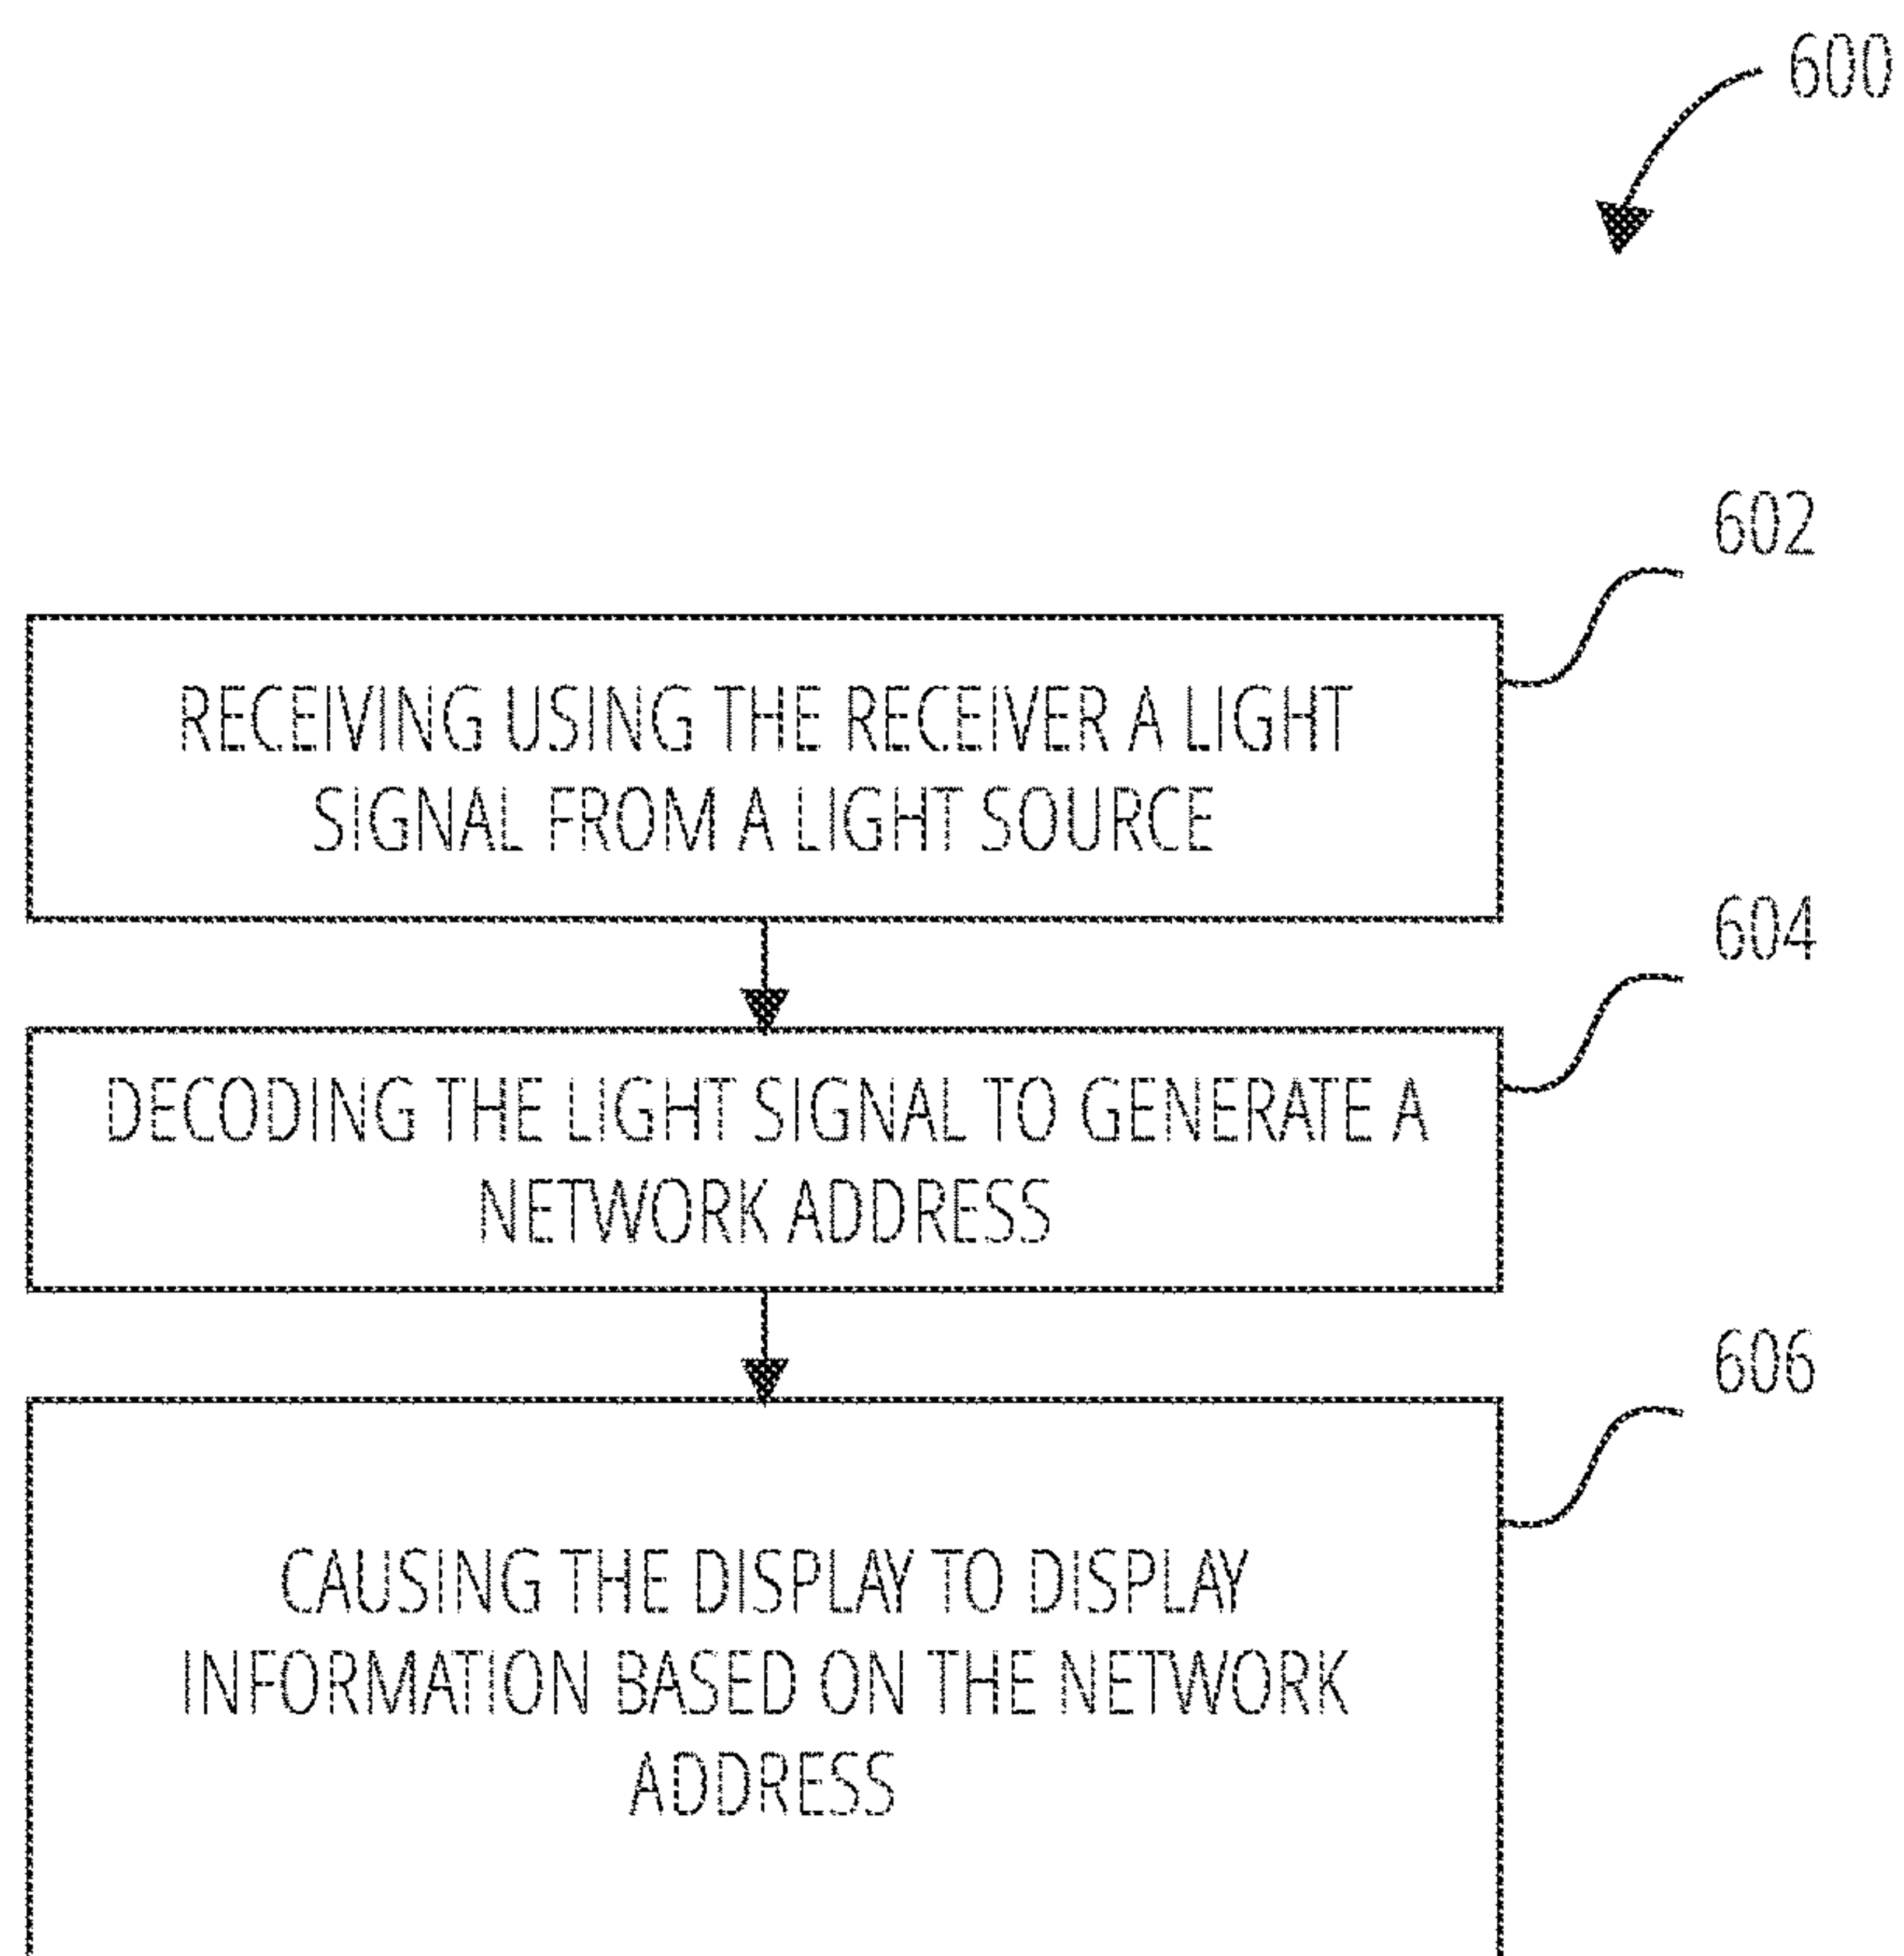 600
602
RECEIVING USING THE RECEIVER A LIGHT
SIGNAL FROM A LIGHT SOURCE
604
DECODING THE LIGHT SIGNAL TO GENERATE A
NETWORK ADDRESS
606
CAUSING THE DISPLAY TO DISPLAY
INFORMATION BASED ON THE NETWORK
ADDRESS